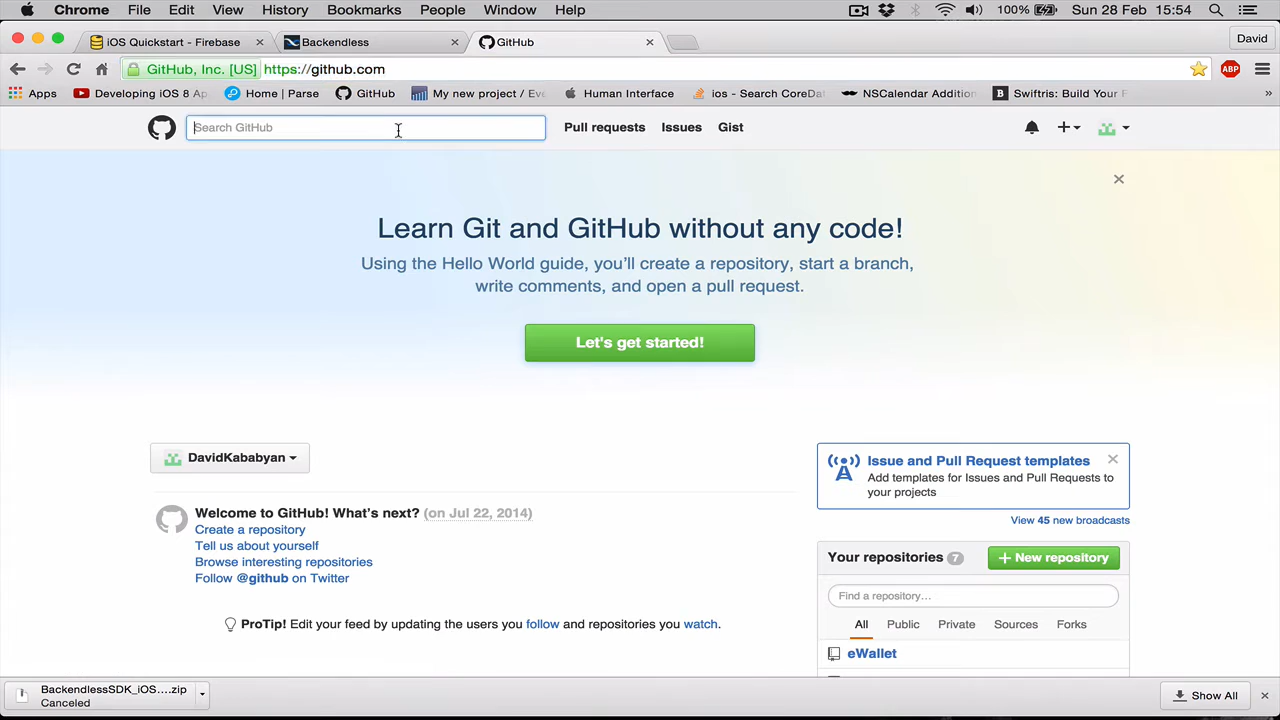 Chrome File Edit View History Bookmarks People Window Help 100% Sun 28 Feb 15:54
iOS Quickstart - Firebase Backendless GitHub David
GitHub, Inc. [US] https://github.com ABP
Apps Developing iOS 8 Ap Home | Parse GitHub My new project / Eve Human Interface ios - Search CoreDat NSCalendar Addition B Swiftris: Build Your F »
Search GitHub Pull requests Issues Gist
Learn Git and GitHub without any code!
Using the Hello World guide, you’ll create a repository, start a branch,
write comments, and open a pull request.
Let's get started!
DavidKababyan
Issue and Pull Request templates
Add templates for Issues and Pull Requests to
your projects
View 45 new broadcasts
Welcome to GitHub! What’s next? (on Jul 22, 2014)
Create a repository
Tell us about yourself
Browse interesting repositories
Follow @github on Twitter
ProTip! Edit your feed by updating the users you follow and repositories you watch.
Your repositories 7 + New repository
Find a repository…
All Public Private Sources Forks
eWallet
BackendlessSDK_iOS....zip
Canceled
Show All